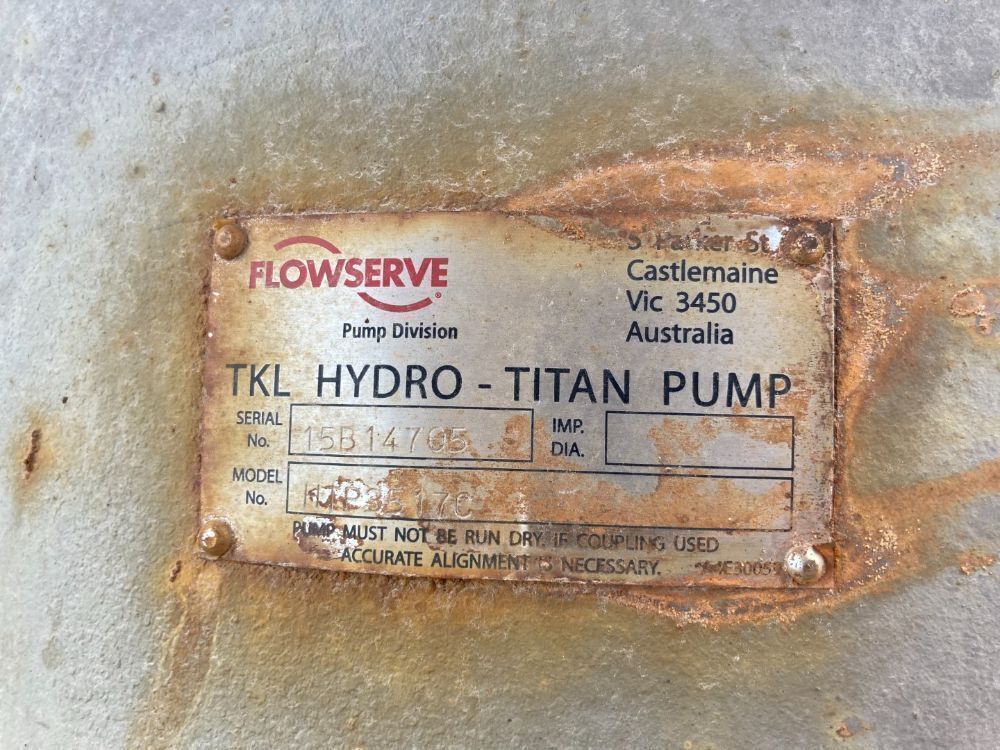 FLOWSERVE
Pump Division
5 Parker St
Castlemaine
Vic 3450
Australia
TKL HYDRO - TITAN PUMP
SERIAL No. 15B14705
IMP. DIA.
MODEL No.
PUMP MUST NOT BE RUN DRY. IF COUPLING USED
ACCURATE ALIGNMENT IS NECESSARY.